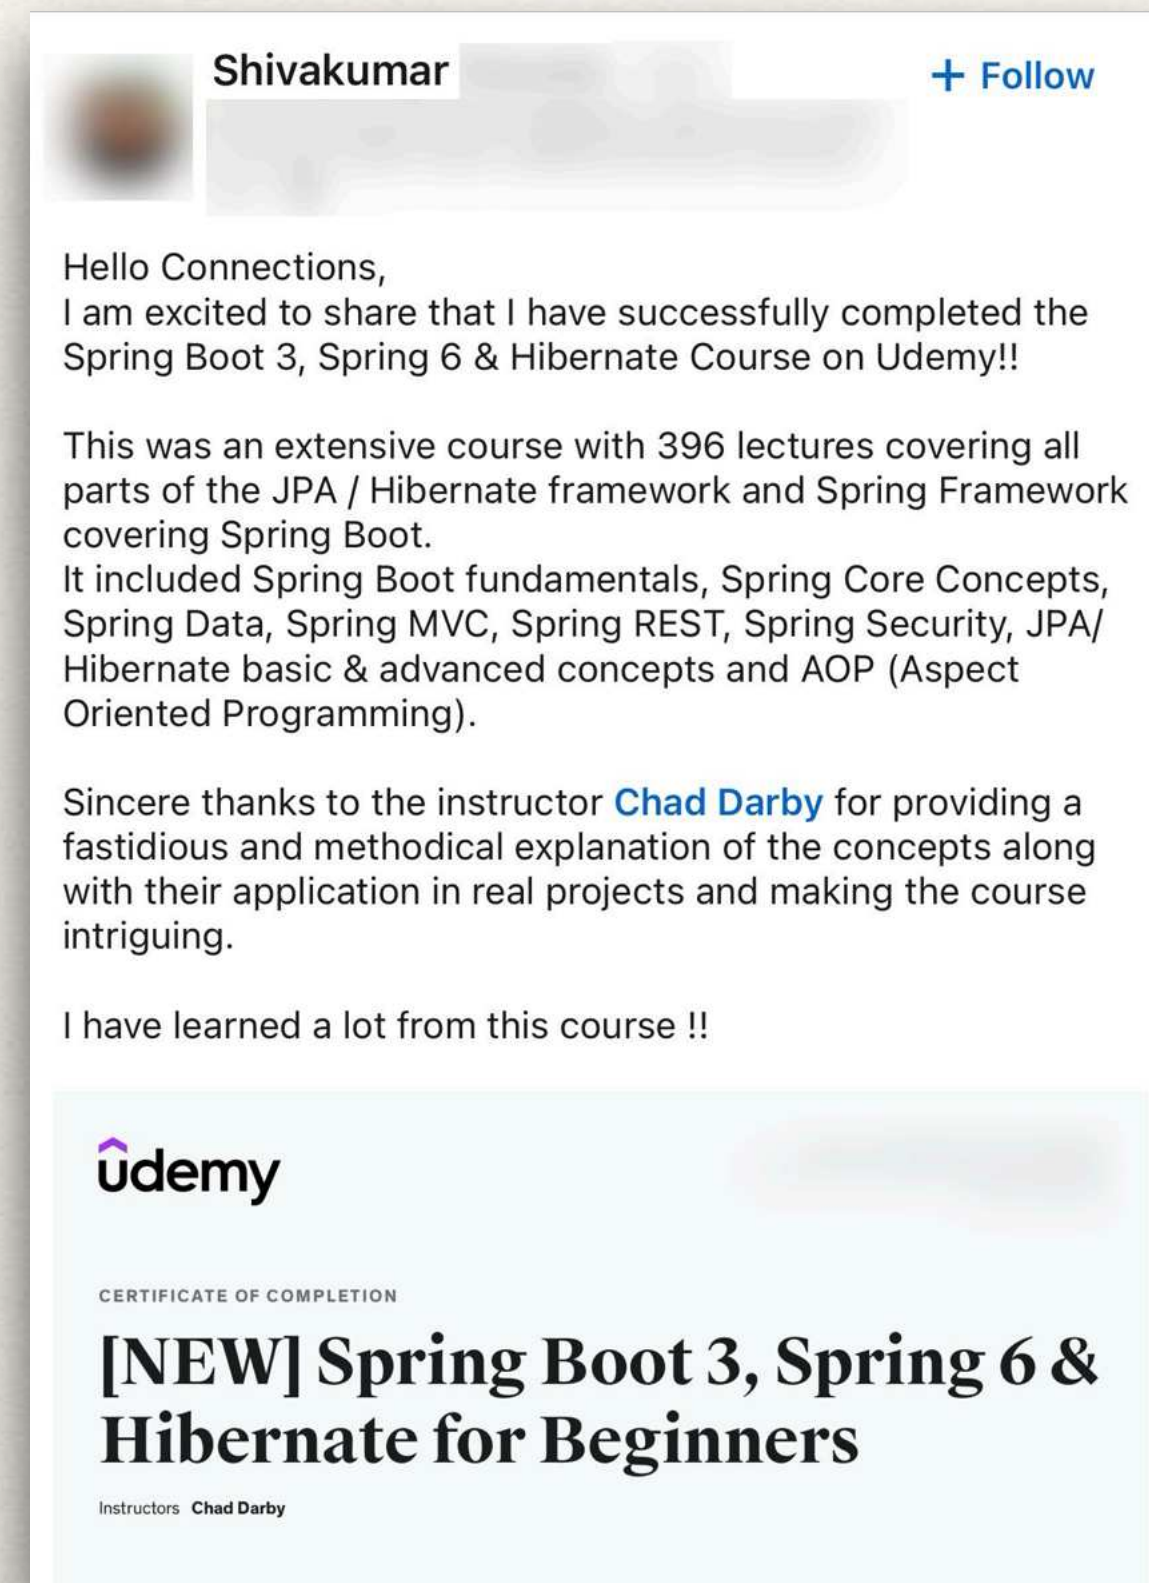 Shivakumar
+ Follow
Hello Connections,
I am excited to share that I have successfully completed the
Spring Boot 3, Spring 6 & Hibernate Course on Udemy!!
This was an extensive course with 396 lectures covering all
parts of the JPA / Hibernate framework and Spring Framework
covering Spring Boot.
It included Spring Boot fundamentals, Spring Core Concepts,
Spring Data, Spring MVC, Spring REST, Spring Security, JPA/
Hibernate basic & advanced concepts and AOP (Aspect
Oriented Programming).
Sincere thanks to the instructor Chad Darby for providing a
fastidious and methodical explanation of the concepts along
with their application in real projects and making the course
intriguing.
I have learned a lot from this course !!
udemy
CERTIFICATE OF COMPLETION
[NEW] Spring Boot 3, Spring 6 &
Hibernate for Beginners
Instructors Chad Darby